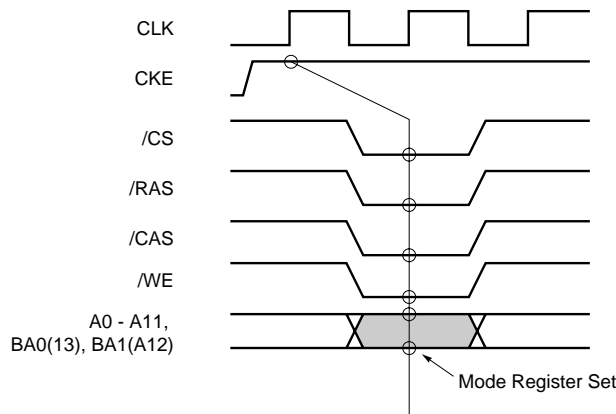 CLK
CKE
/CS
/RAS
/CAS
/WE
A0 - A11,
BA0(13), BA1(A12)
Mode Register Set